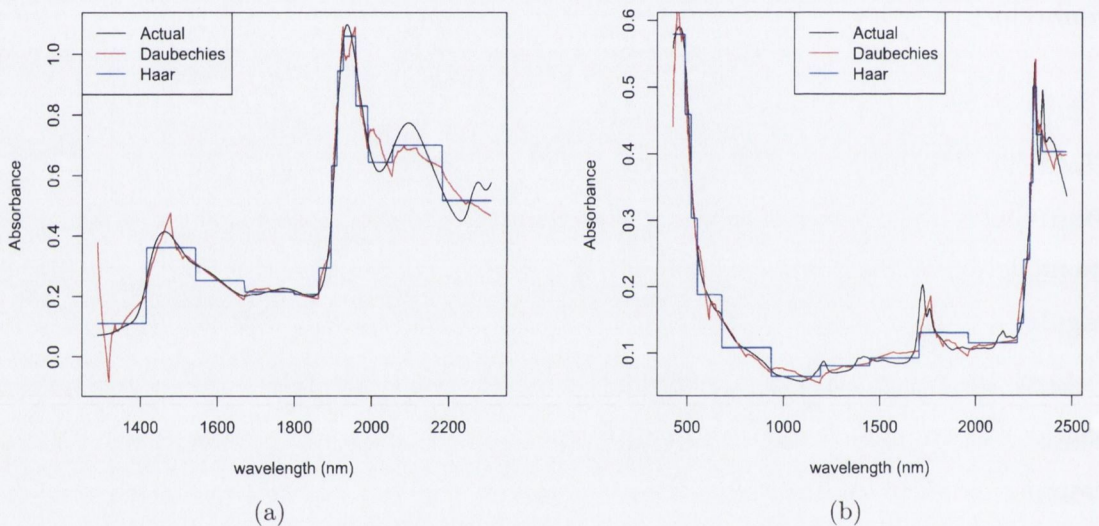 Actual
Daubechies
Haar
Absorbance
0.0
0.2
0.4
0.6
0.8
1.0
1400
1600
1800
2000
2200
wavelength (nm)
(a)
Actual
Daubechies
Haar
Absorbance
0.1
0.2
0.3
0.4
0.5
0.6
500
1000
1500
2000
2500
wavelength (nm)
(b)